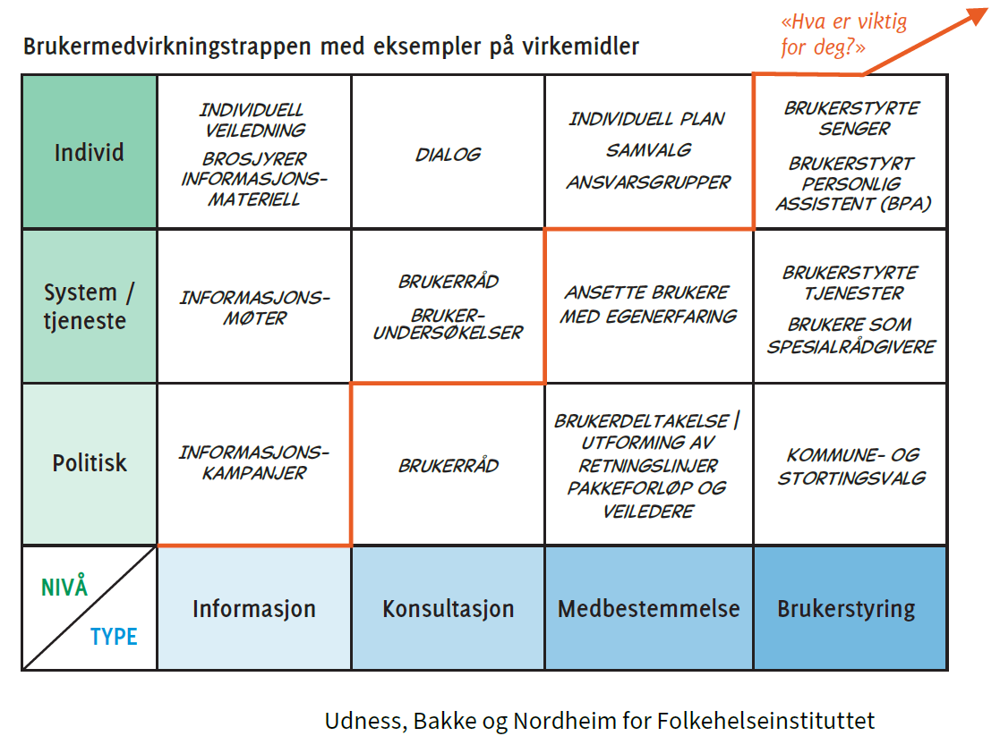 «Hva er viktig
for deg?»
Brukermedvirkningstrappen med eksempler på virkemidler
Individ
INDIVIDUELL
VEILEDNING
BROSJYRER
INFORMASJONS-
MATERIELL
DIALOG
INDIVIDUELL PLAN
SAMVALG
ANSVARSGRUPPER
BRUKERSTYRTE
SENGER
BRUKERSTYRT
PERSONLIG
ASSISTENT (BPA)
System /
tjeneste
INFORMASJONS-
MØTER
BRUKERRÅD
BRUKER-
UNDERSØKELSER
ANSETTE BRUKERE
MED EGENERFARING
BRUKERSTYRTE
TJENESTER
BRUKERE SOM
SPESIALRÅDGIVERE
Politisk
INFORMASJONS-
KAMPANJER
BRUKERRÅD
BRUKERDELTAKELSE I
UTFORMING AV
RETNINGSLINJER
PAKKEFORLØP OG
VEILEDERE
KOMMUNE- OG
STORTINGSVALG
NIVÅ
TYPE
Informasjon
Konsultasjon
Medbestemmelse
Brukerstyring
Udness, Bakke og Nordheim for Folkehelseinstituttet